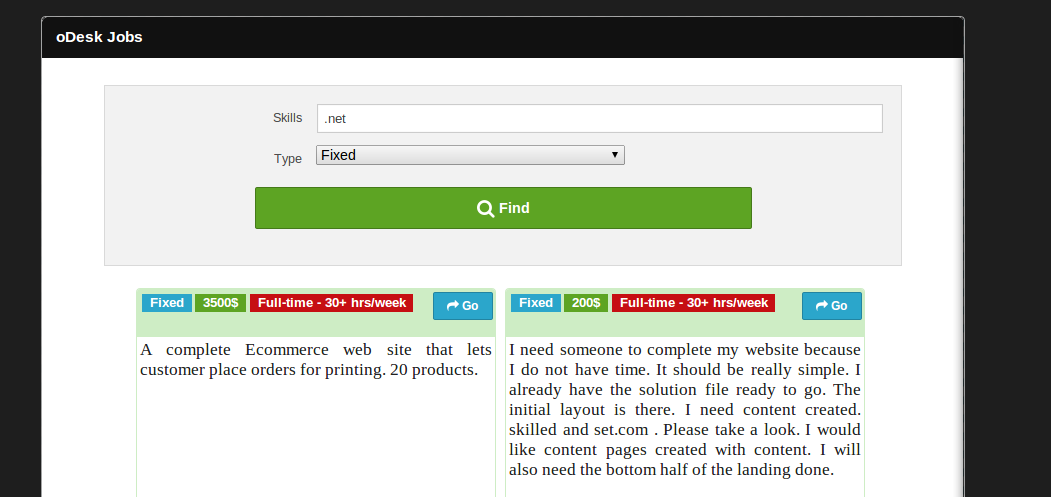 oDesk Jobs
Skills
.net
Type
Fixed
Find
Fixed 3500$ Full-time - 30+ hrs/week Go
A complete Ecommerce web site that lets
customer place orders for printing. 20 products.
Fixed 200$ Full-time - 30+ hrs/week Go
I need someone to complete my website because
I do not have time. It should be really simple. I
already have the solution file ready to go. The
initial layout is there. I need content created.
skilled and set.com . Please take a look. I would
like content pages created with content. I will
also need the bottom half of the landing done.